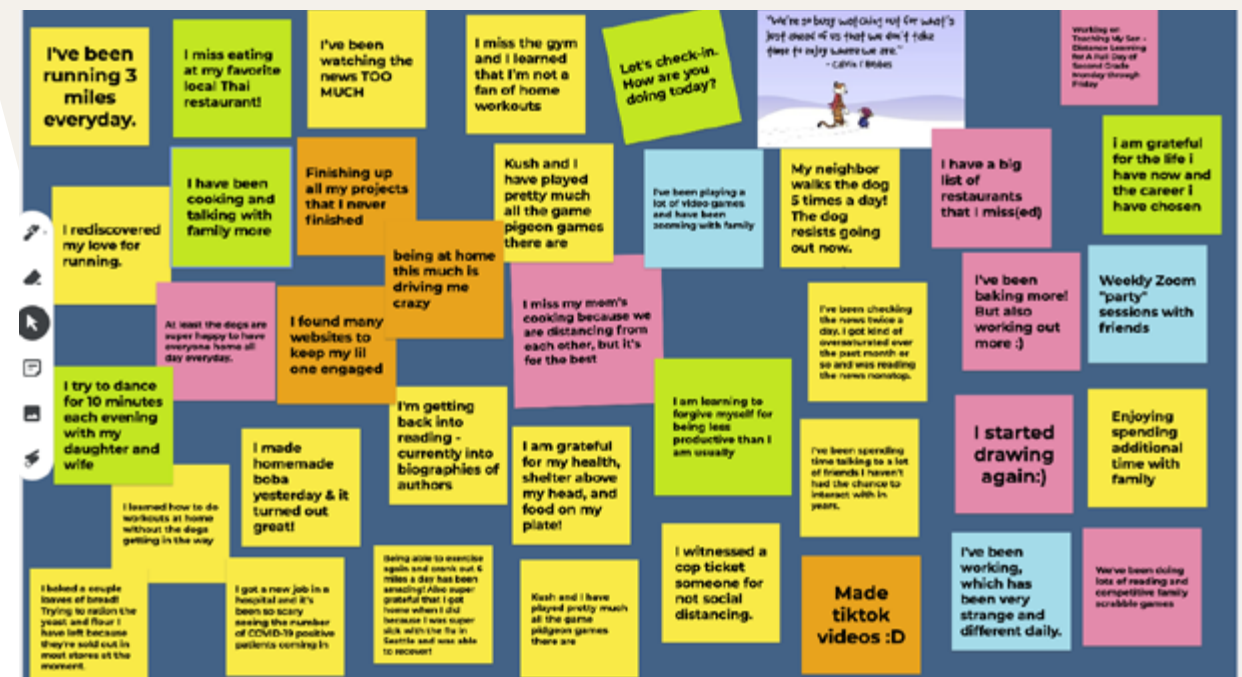 I've been
running 3
miles
everyday.
I miss eating
at my favorite
local Thai
restaurant!
I've been
watching the
news TOO
MUCH
I miss the gym
and I learned
that I'm not a
fan of home
workouts
Let's check-in.
How are you
doing today?
"We're so busy watching out for what's
just ahead of us that we don't take
time to enjoy where we are."
- Calvin & Hobbes
Working on
Teaching My Son -
Distance Learning
for A Full Day of
Second Grade
Monday through
Friday
I rediscovered
my love for
running.
I have been
cooking and
talking with
family more
Finishing up
all my projects
that I never
finished
being at home
this much is
driving me
crazy
Kush and I
have played
pretty much
all the game
pigeon games
there are
I've been playing a
lot of video games
and have been
zooming with family
My neighbor
walks the dog
5 times a day!
The dog
resists going
out now.
I have a big
list of
restaurants
that I miss(ed)
i am grateful
for the life i
have now and
the career i
have chosen
At least the dogs are
super happy to have
everyone home all
day everyday.
I found many
websites to
keep my lil
one engaged
I miss my mom's
cooking because we
are distancing from
each other, but it's
for the best
I've been checking
the news twice a
day. I got kind of
oversaturated over
the past month or
so and was reading
the news nonstop.
I've been
baking more!
But also
working out
more :)
Weekly Zoom
"party"
sessions with
friends
I try to dance
for 10 minutes
each evening
with my
daughter and
wife
I made
homemade
boba
yesterday & it
turned out
great!
I'm getting
back into
reading -
currently into
biographies of
authors
I am grateful
for my health,
shelter above
my head, and
food on my
plate!
I am learning to
forgive myself for
being less
productive than I
am usually
I've been spending
time talking to a lot
of friends I haven't
had the chance to
interact with in
years.
I started
drawing
again:)
Enjoying
spending
additional
time with
family
I learned how to do
workouts at home
without the dogs
getting in the way
I baked a couple
loaves of bread!
Trying to ration the
yeast and flour I
have left because
they're sold out in
most stores at the
moment.
I got a new job in a
hospital and it's
been so scary
seeing the number
of COVID-19 positive
patients coming in
Being able to exercise
again and crank out 6
miles a day has been
amazing! Also super
grateful that I got
home when I did
because I was super
sick with the flu in
Seattle and was able
to recover!
Kush and I have
played pretty much
all the game
pidgeon games
there are
I witnessed a
cop ticket
someone for
not social
distancing.
Made
tiktok
videos :D
I've been
working,
which has
been very
strange and
different daily.
We've been doing
lots of reading and
competitive family
scrabble games